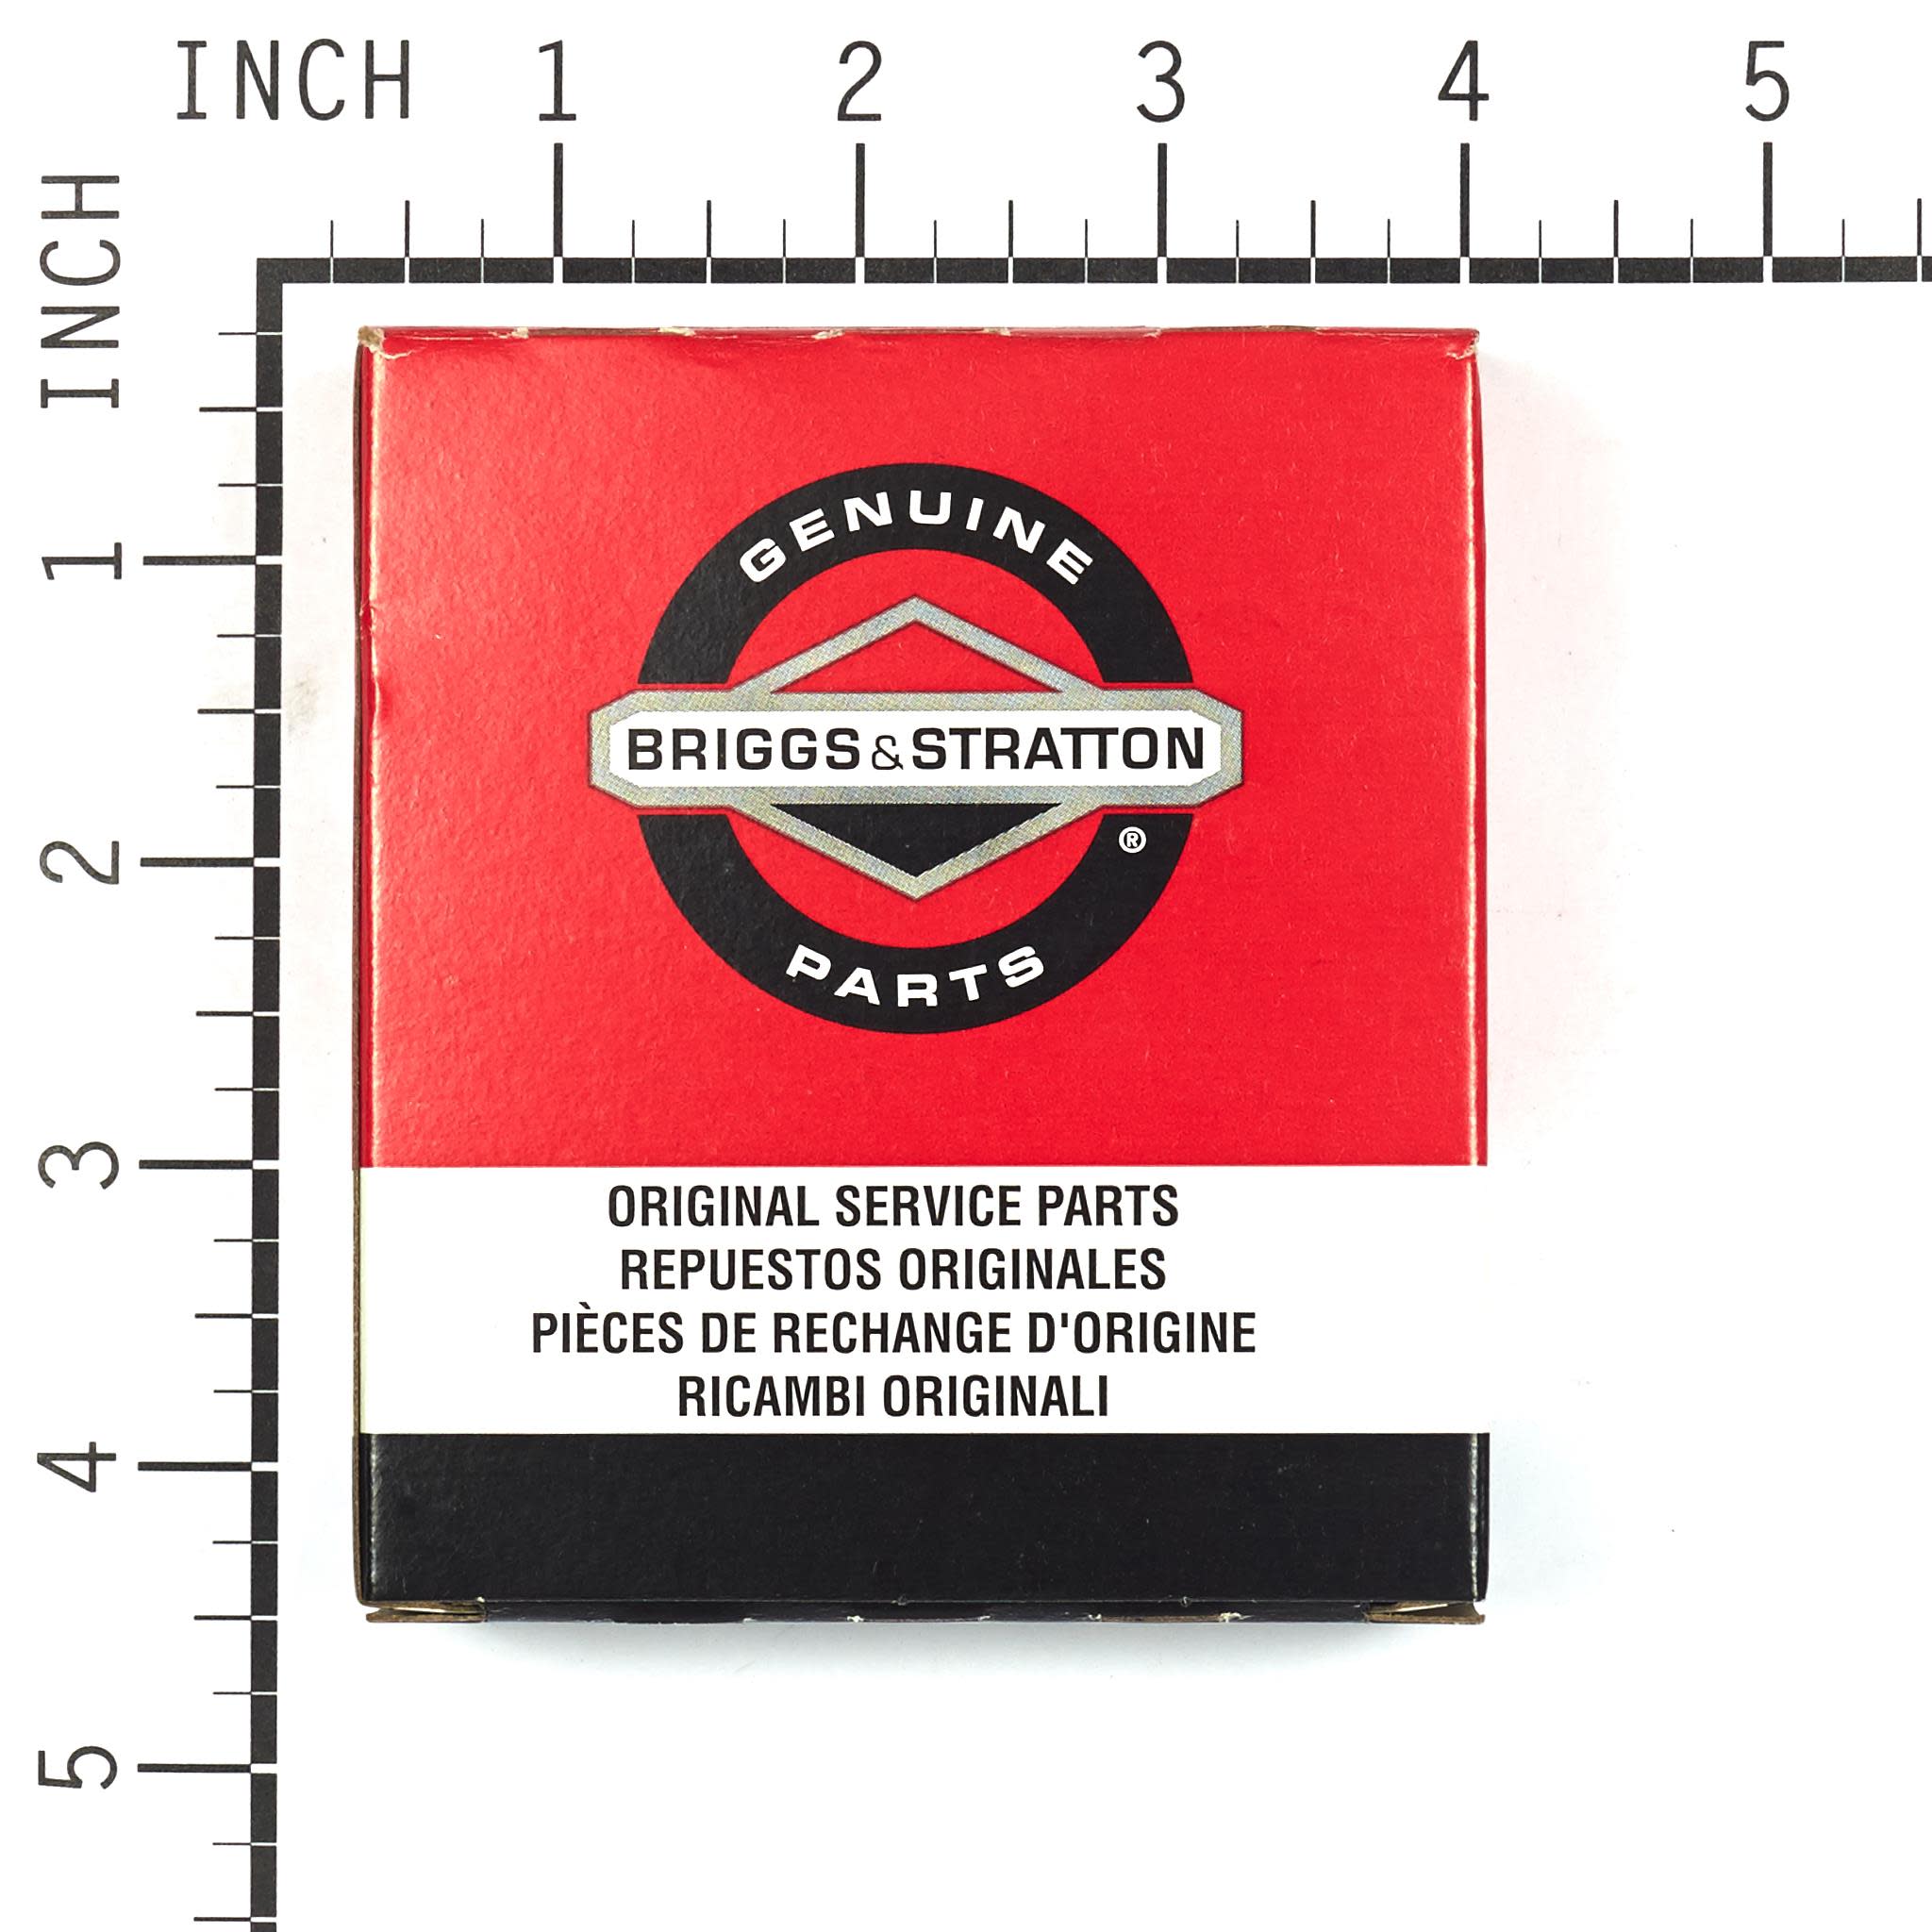 INCH 1 2 3 4 5
INCH
1
2
3
4
5
GENUINE
BRIGGS & STRATTON
®
PARTS
ORIGINAL SERVICE PARTS
REPUESTOS ORIGINALES
PIÈCES DE RECHANGE D'ORIGINE
RICAMBI ORIGINALI